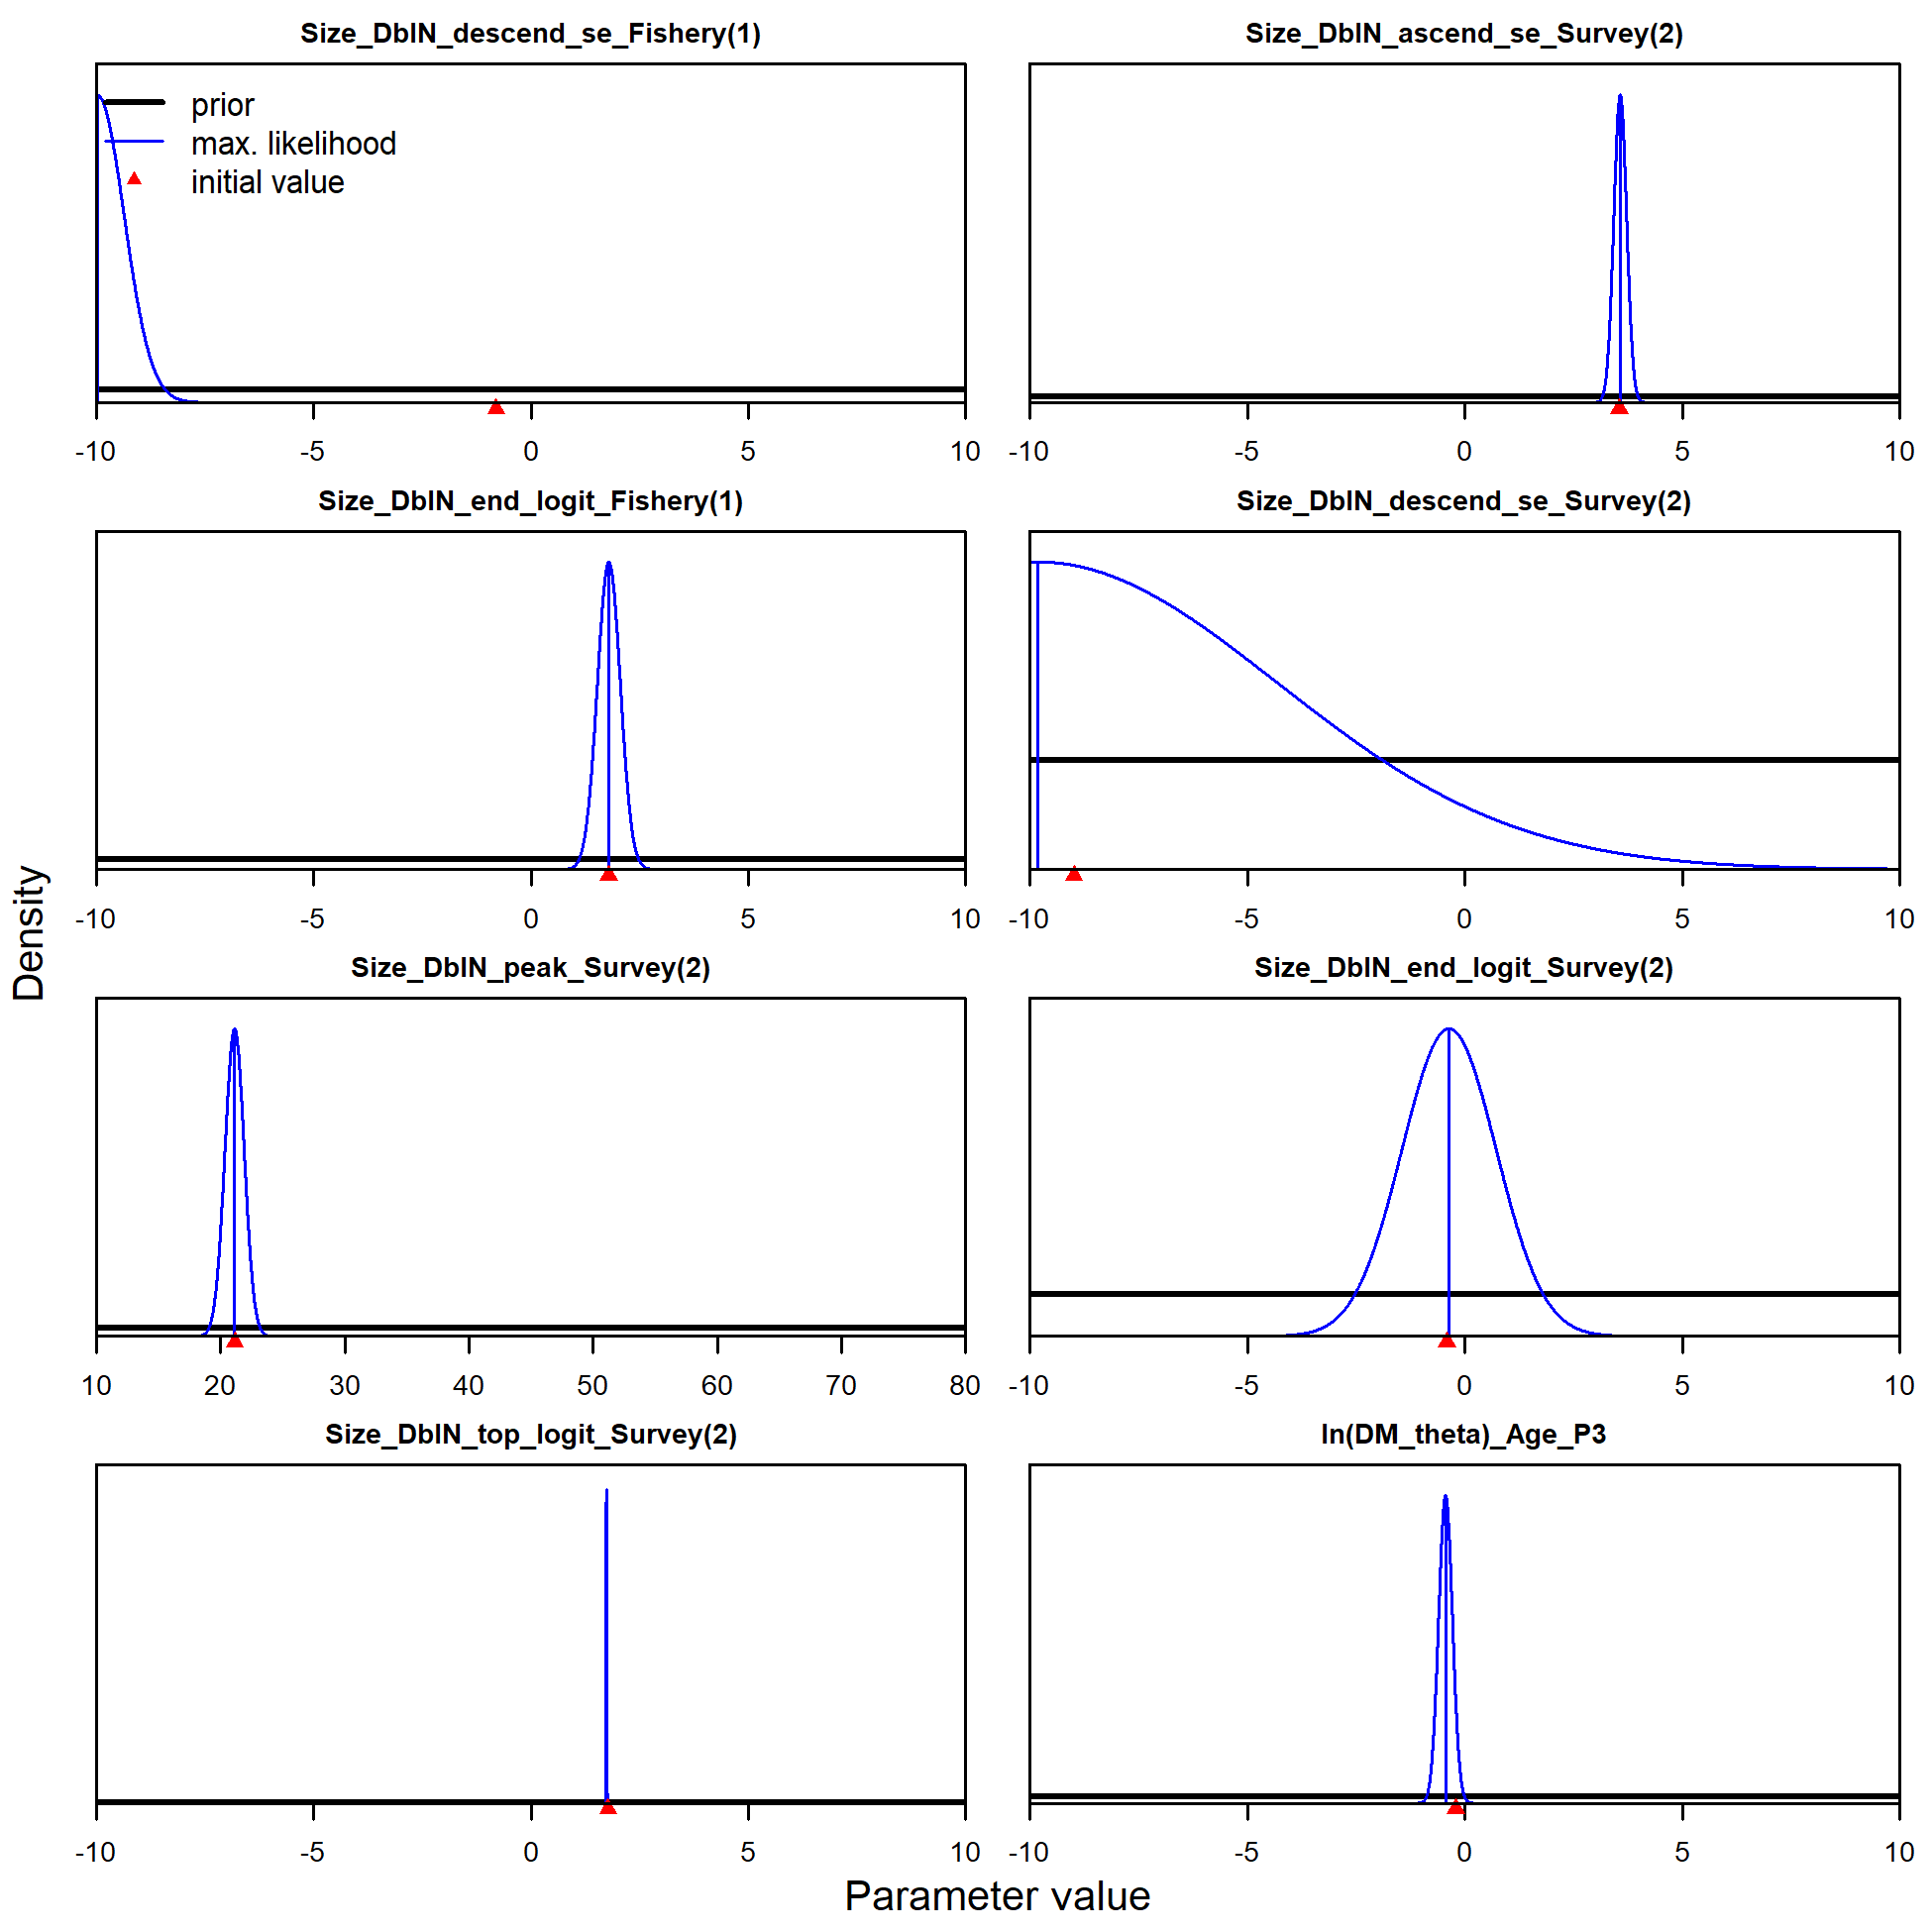 Size_DblN_descend_se_Fishery(1)
prior
max. likelihood
initial value
-10 -5 0 5 10
Size_DblN_ascend_se_Survey(2)
-10 -5 0 5 10
Size_DblN_end_logit_Fishery(1)
-10 -5 0 5 10
Size_DblN_descend_se_Survey(2)
-10 -5 0 5 10
Size_DblN_peak_Survey(2)
10 20 30 40 50 60 70 80
Size_DblN_end_logit_Survey(2)
-10 -5 0 5 10
Size_DblN_top_logit_Survey(2)
-10 -5 0 5 10
ln(DM_theta)_Age_P3
-10 -5 0 5 10
Density
Parameter value